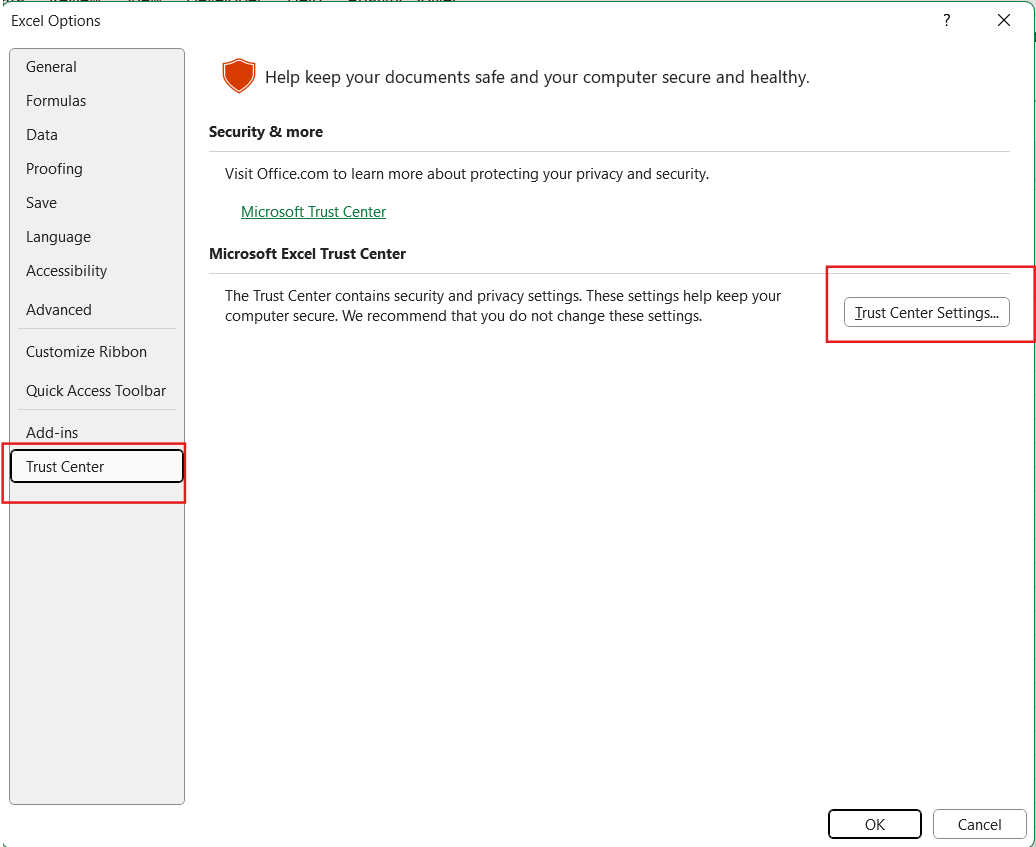 Excel Options
?
General
Formulas
Data
Proofing
Save
Language
Accessibility
Advanced
Customize Ribbon
Quick Access Toolbar
Add-ins
Trust Center
Help keep your documents safe and your computer secure and healthy.
Security & more
Visit Office.com to learn more about protecting your privacy and security.
Microsoft Trust Center
Microsoft Excel Trust Center
The Trust Center contains security and privacy settings. These settings help keep your
computer secure. We recommend that you do not change these settings.
Trust Center Settings...
OK
Cancel